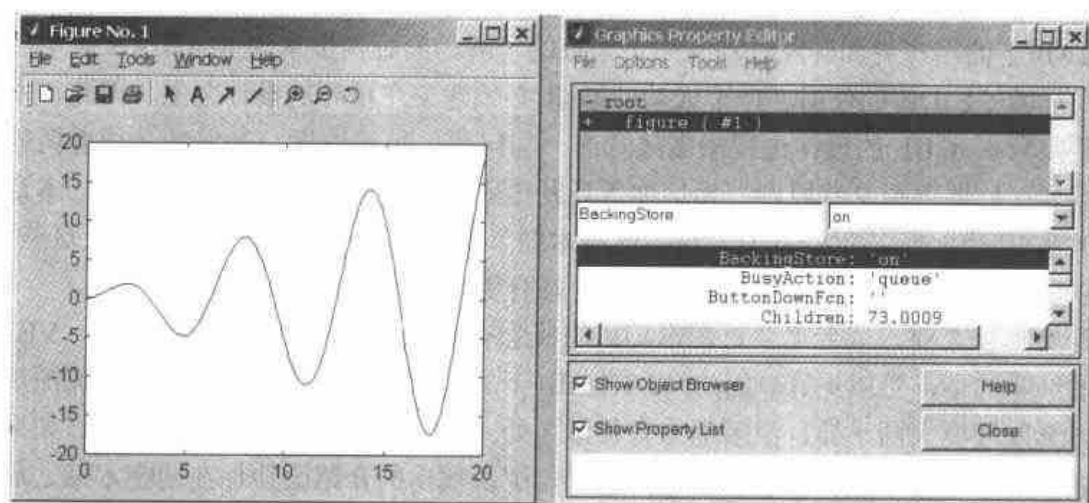 Figure No. 1
File Edit Tools Window Help
A
20
15
10
5
0
-5
-10
-15
-20
0 5 10 15 20
Graphics Property Editor
File Options Tools Help
- root
+ figure ( #1 )
BackingStore on
BackingStore: 'on'
BusyAction: 'queue'
ButtonDownFcn: ''
Children: 73.0009
Show Object Browser
Help
Show Property List
Close